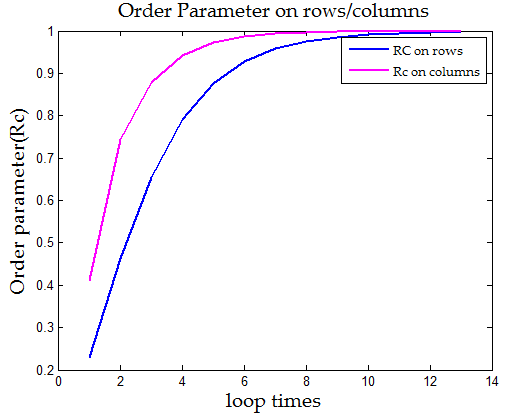 Order Parameter on rows/columns
1
0.9
0.8
0.7
0.6
0.5
0.4
0.3
0.2
Order parameter(Rc)
RC on rows
Rc on columns
0 2 4 6 8 10 12 14
loop times